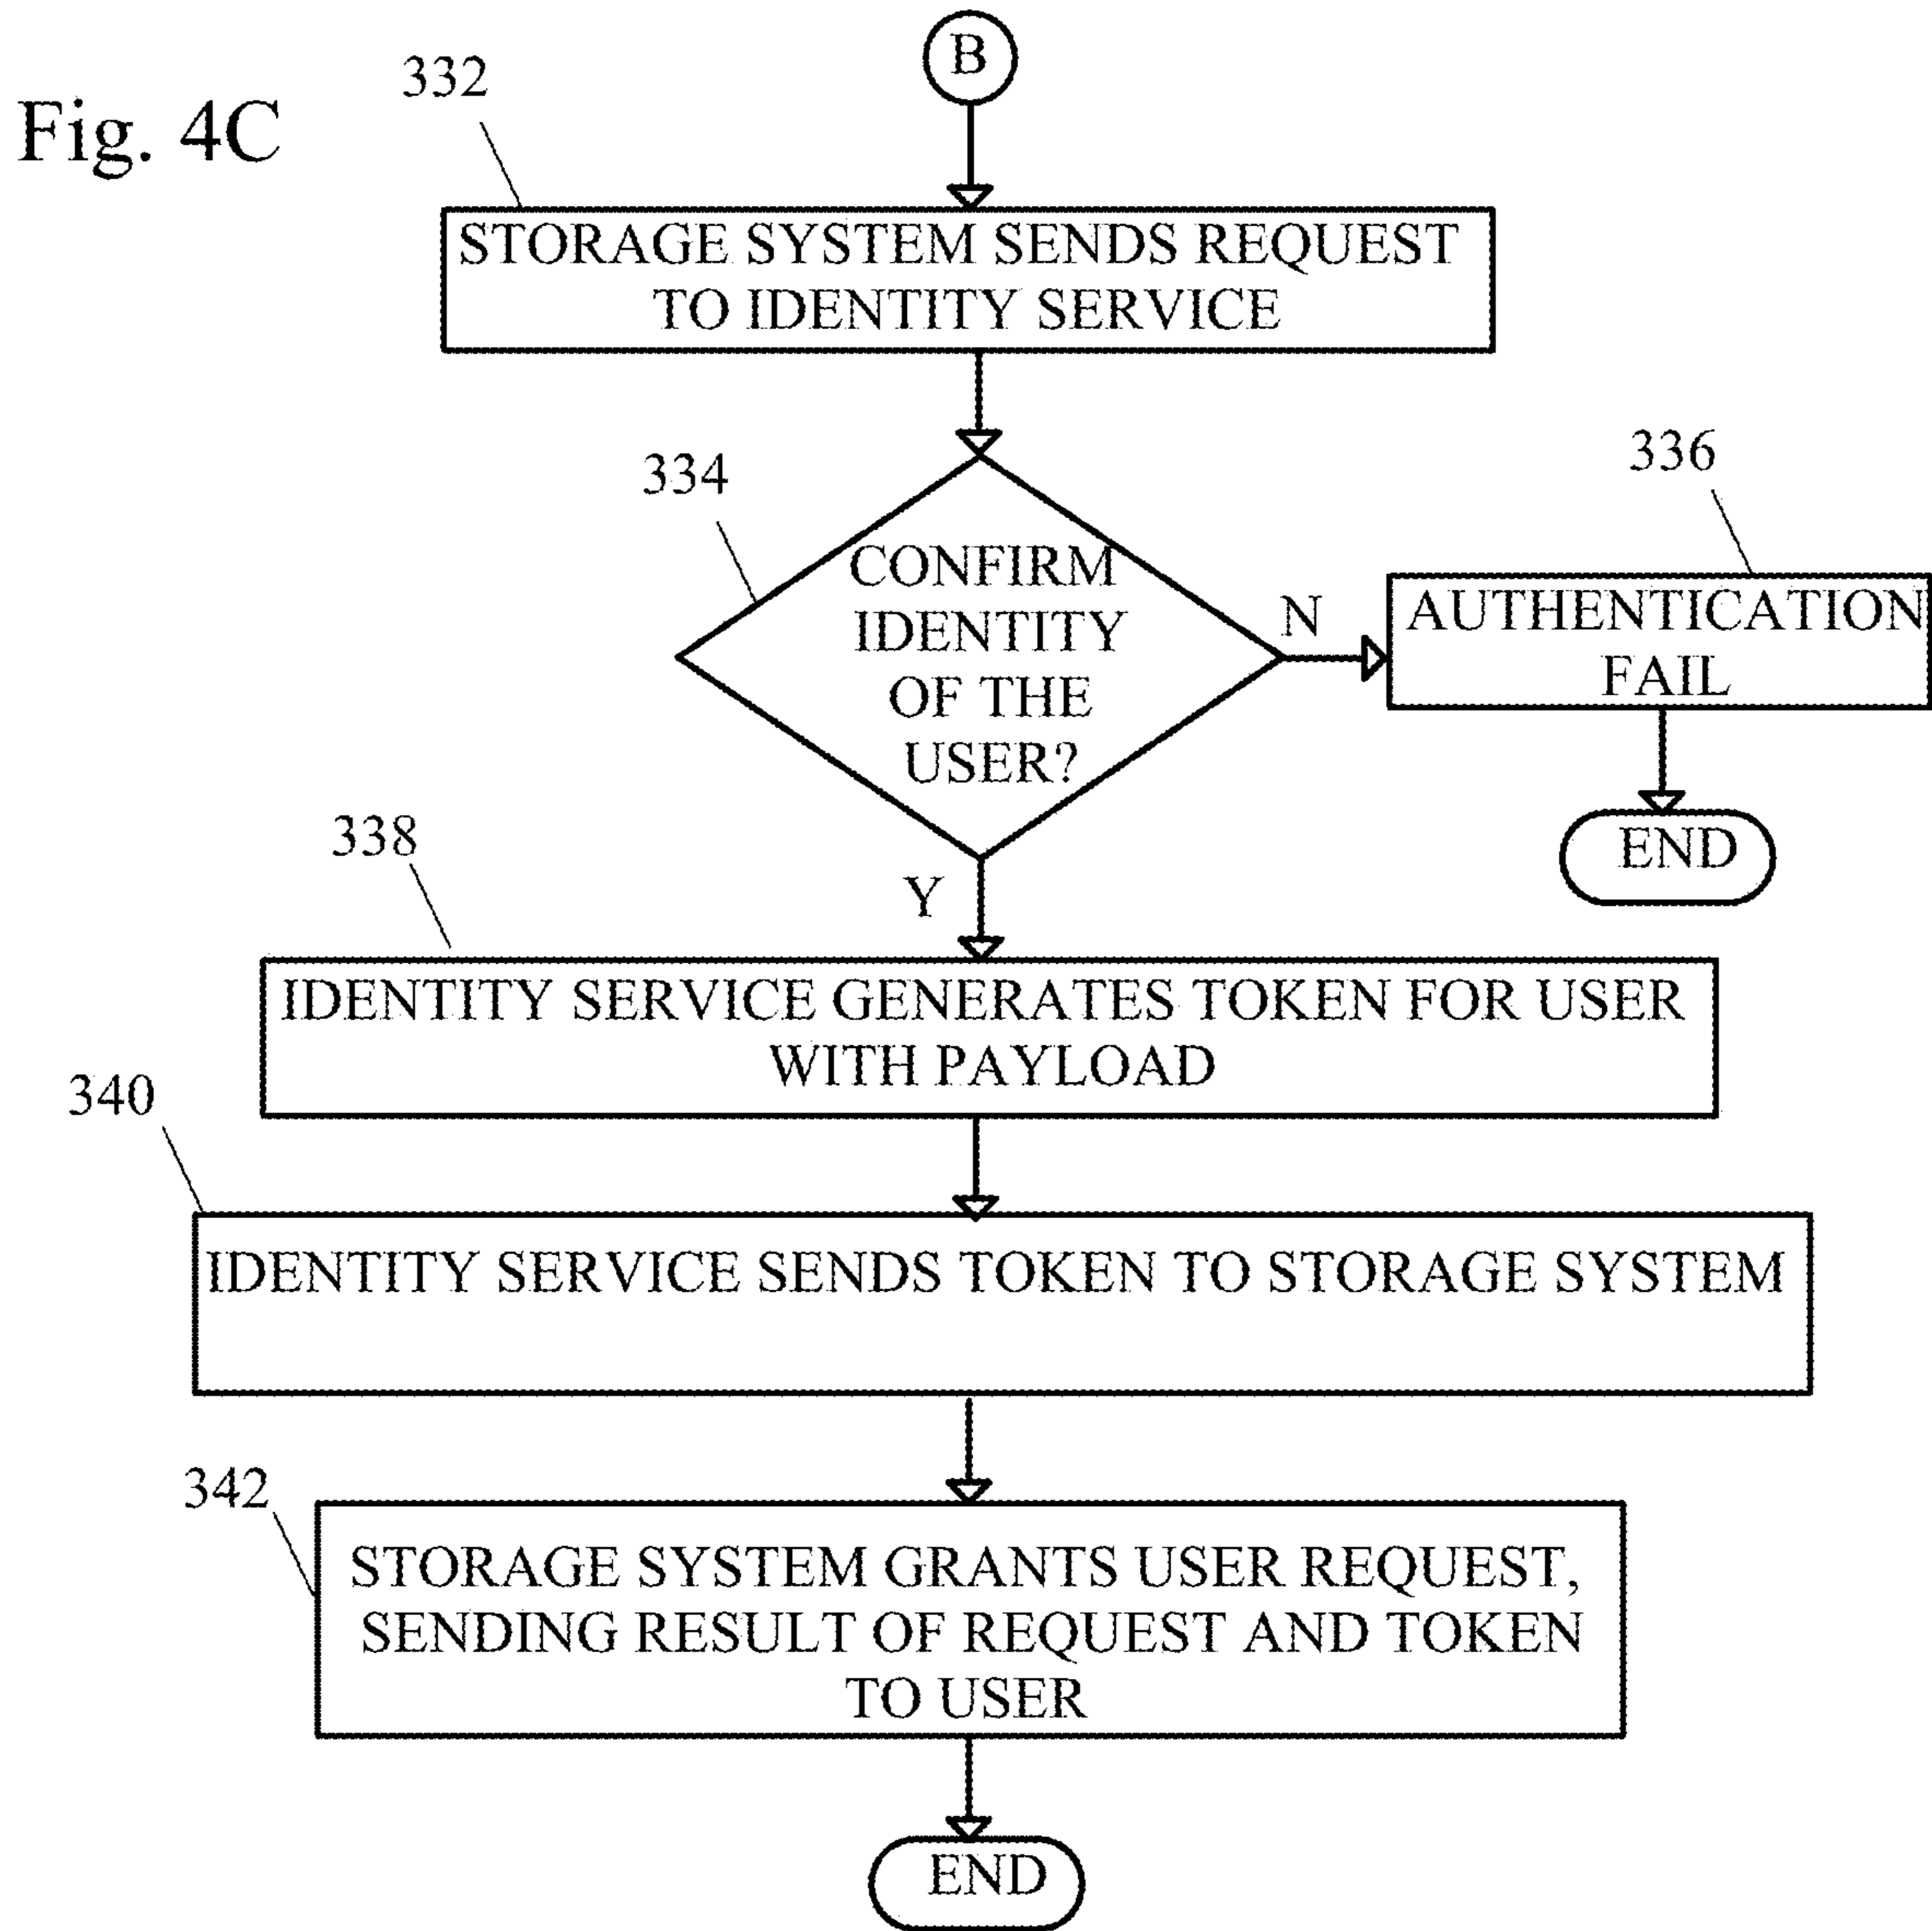 B
332
Fig. 4C
STORAGE SYSTEM SENDS REQUEST
TO IDENTITY SERVICE
334
336
CONFIRM
IDENTITY
OF THE
USER?
N
AUTHENTICATION
FAIL
END
338
Y
IDENTITY SERVICE GENERATES TOKEN FOR USER
WITH PAYLOAD
340
IDENTITY SERVICE SENDS TOKEN TO STORAGE SYSTEM
342
STORAGE SYSTEM GRANTS USER REQUEST,
SENDING RESULT OF REQUEST AND TOKEN
TO USER
END